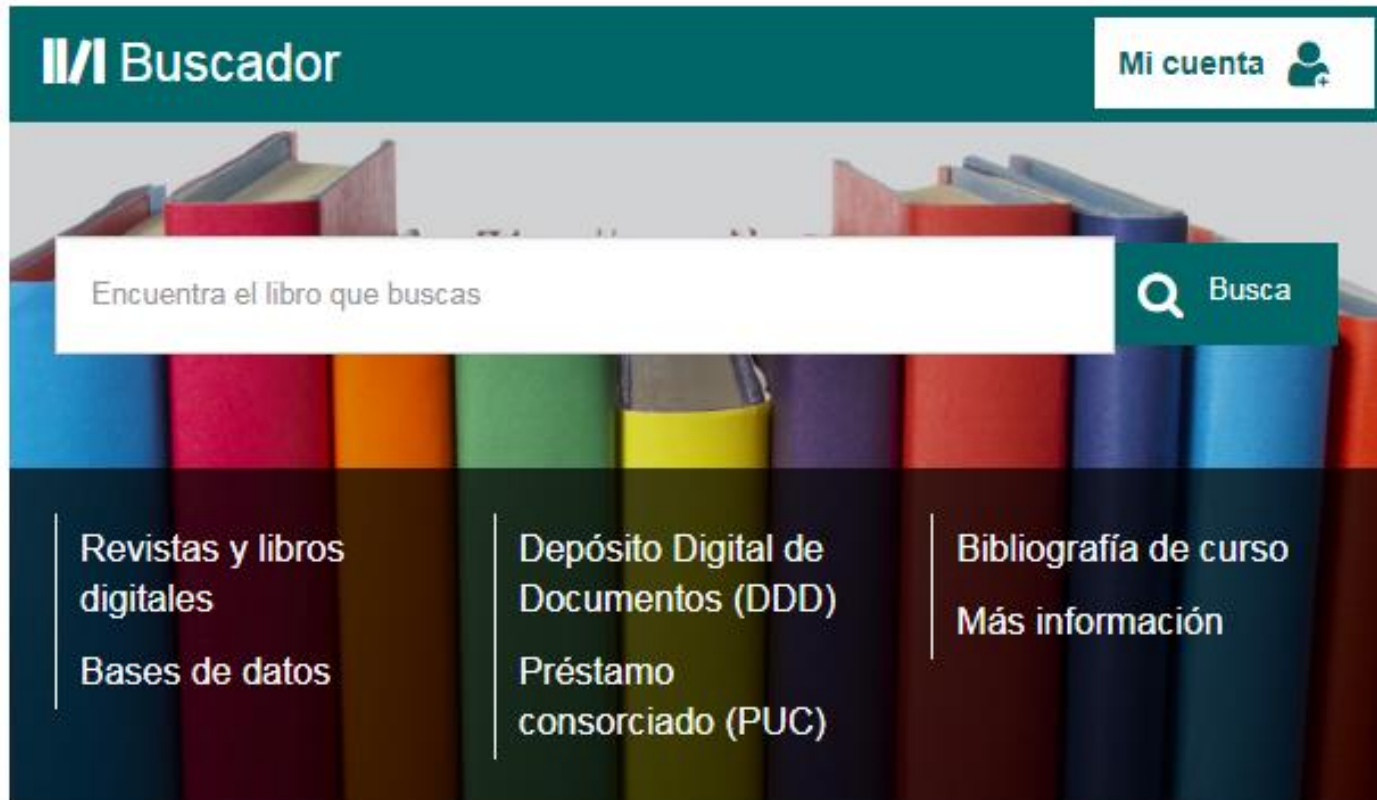 Buscador
Mi cuenta
Encuentra el libro que buscas
Busca
Revistas y libros
digitales
Bases de datos
Depósito Digital de
Documentos (DDD)
Préstamo
consorciado (PUC)
Bibliografía de curso
Más información